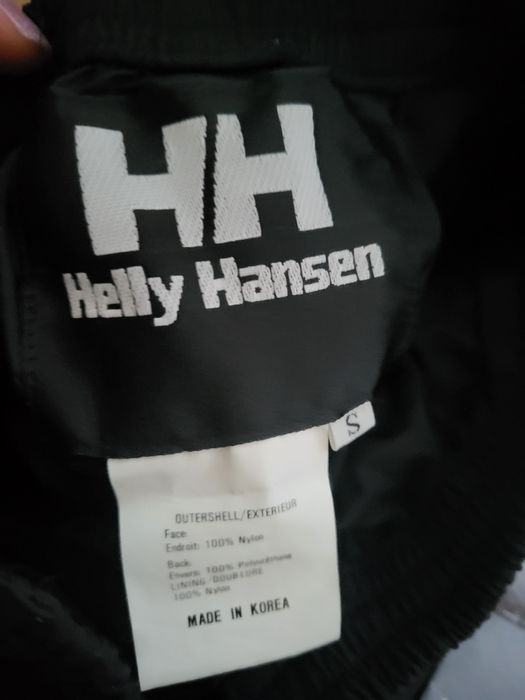 HH
Helly Hansen
S
OUTERSHELL/EXTERIEUR
Face:
Endroit: 100% Nylon
Back:
Envers: 100% Polyurethane
LINING/DOUBLURE
100% Nylon
MADE IN KOREA